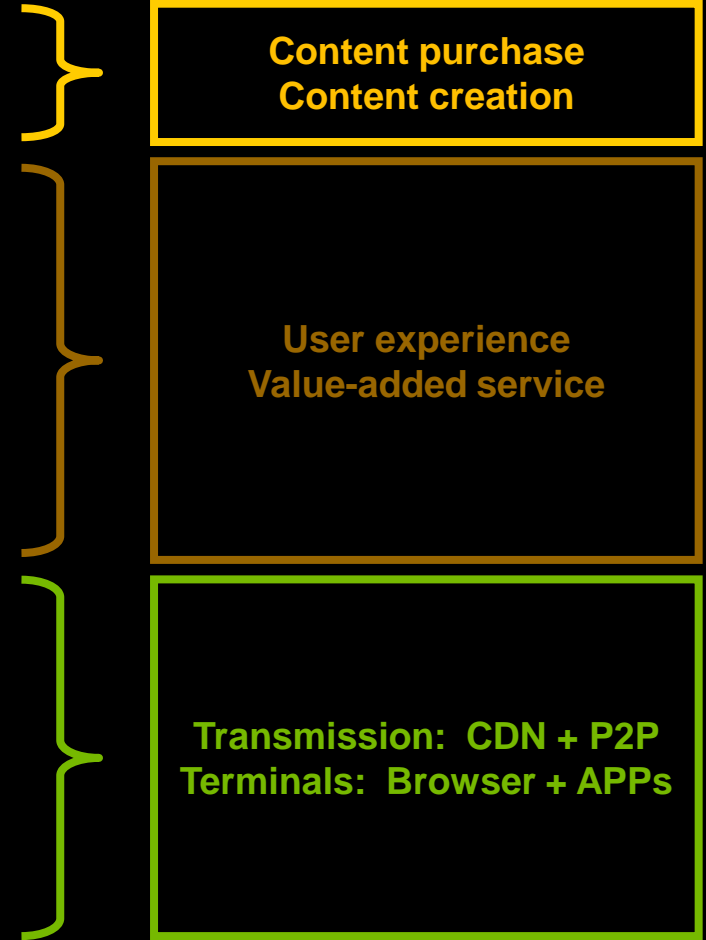 Content purchase
Content creation
User experience
Value-added service
Transmission:  CDN + P2P
Terminals:  Browser + APPs